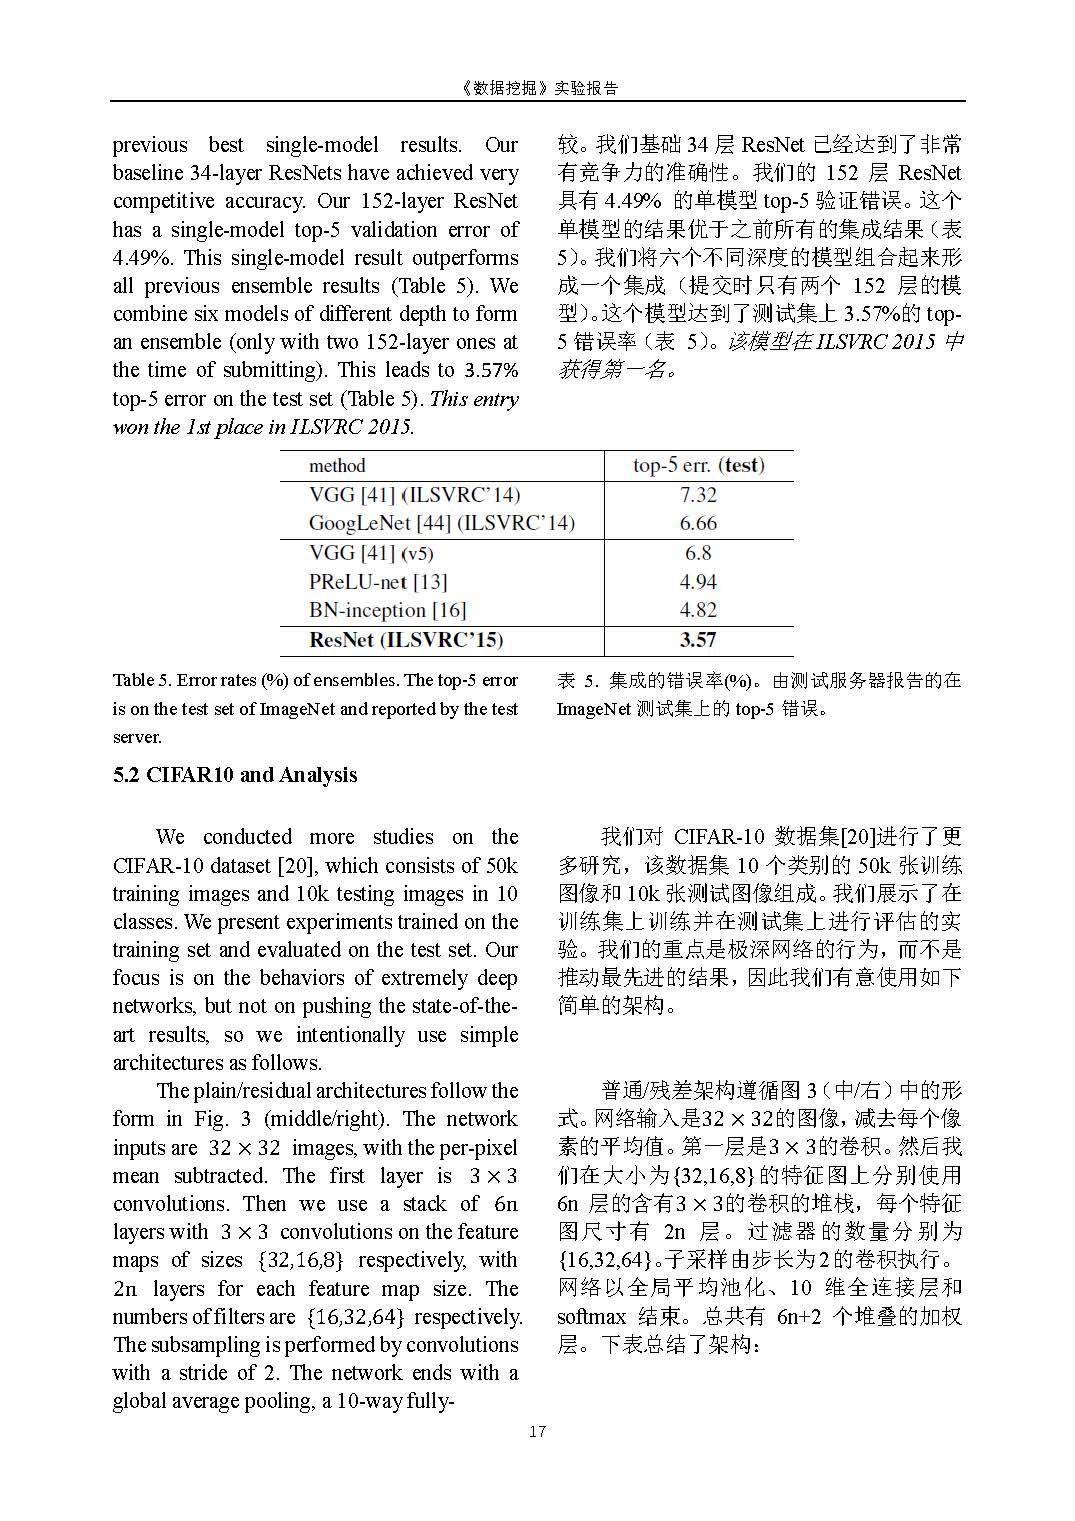 《数据挖掘》实验报告
previous best single-model results. Our
baseline 34-layer ResNets have achieved very
competitive accuracy. Our 152-layer ResNet
has a single-model top-5 validation error of
4.49%. This single-model result outperforms
all previous ensemble results (Table 5). We
combine six models of different depth to form
an ensemble (only with two 152-layer ones at
the time of submitting). This leads to 3.57%
top-5 error on the test set (Table 5). This entry
won the 1st place in ILSVRC 2015.
较。我们基础 34 层 ResNet 已经达到了非常
有竞争力的准确性。我们的 152 层 ResNet
具有 4.49% 的单模型 top-5 验证错误。这个
单模型的结果优于之前所有的集成结果（表
5）。我们将六个不同深度的模型组合起来形
成一个集成（提交时只有两个 152 层的模
型）。这个模型达到了测试集上 3.57%的 top-
5 错误率（表 5）。该模型在 ILSVRC 2015 中
获得第一名。
method top-5 err. (test)
VGG [41] (ILSVRC’14) 7.32
GoogLeNet [44] (ILSVRC’14) 6.66
VGG [41] (v5) 6.8
PReLU-net [13] 4.94
BN-inception [16] 4.82
ResNet (ILSVRC’15) 3.57
Table 5. Error rates (%) of ensembles. The top-5 error
is on the test set of ImageNet and reported by the test
server.
表 5. 集成的错误率(%)。由测试服务器报告的在
ImageNet 测试集上的 top-5 错误。
5.2 CIFAR10 and Analysis
We conducted more studies on the
CIFAR-10 dataset [20], which consists of 50k
training images and 10k testing images in 10
classes. We present experiments trained on the
training set and evaluated on the test set. Our
focus is on the behaviors of extremely deep
networks, but not on pushing the state-of-the-
art results, so we intentionally use simple
architectures as follows.
The plain/residual architectures follow the
form in Fig. 3 (middle/right). The network
inputs are 32 × 32 images, with the per-pixel
mean subtracted. The first layer is 3 × 3
convolutions. Then we use a stack of 6n
layers with 3 × 3 convolutions on the feature
maps of sizes {32,16,8} respectively, with
2n layers for each feature map size. The
numbers of filters are {16,32,64} respectively.
The subsampling is performed by convolutions
with a stride of 2. The network ends with a
global average pooling, a 10-way fully-
我们对 CIFAR-10 数据集[20]进行了更
多研究，该数据集 10 个类别的 50k 张训练
图像和 10k 张测试图像组成。我们展示了在
训练集上训练并在测试集上进行评估的实
验。我们的重点是极深网络的行为，而不是
推动最先进的结果，因此我们有意使用如下
简单的架构。
普通/残差架构遵循图 3（中/右）中的形
式。网络输入是32 × 32的图像，减去每个像
素的平均值。第一层是3 × 3的卷积。然后我
们在大小为{32,16,8}的特征图上分别使用
6n 层的含有3 × 3的卷积的堆栈，每个特征
图尺寸有 2n 层。过滤器的数量分别为
{16,32,64}。子采样由步长为 2 的卷积执行。
网络以全局平均池化、10 维全连接层和
softmax 结束。总共有 6n+2 个堆叠的加权
层。下表总结了架构：
17